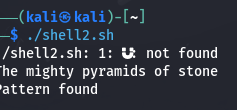 ——(kali㉿kali)-[~]
—$ ./shell2.sh
./shell2.sh: 1: not found
The mighty pyramids of stone
Pattern found